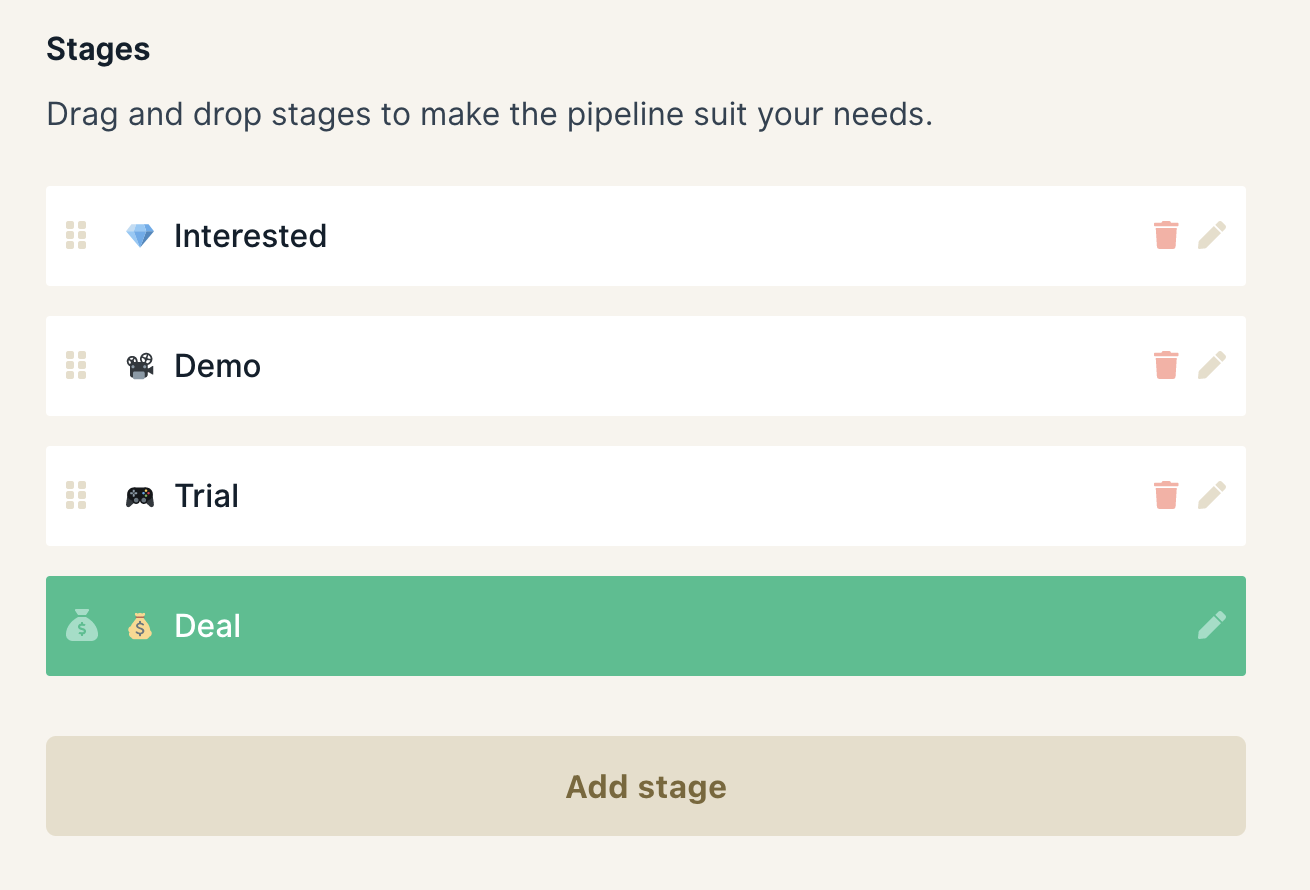 Stages
Drag and drop stages to make the pipeline suit your needs.
Interested
Demo
Trial
Deal
Add stage